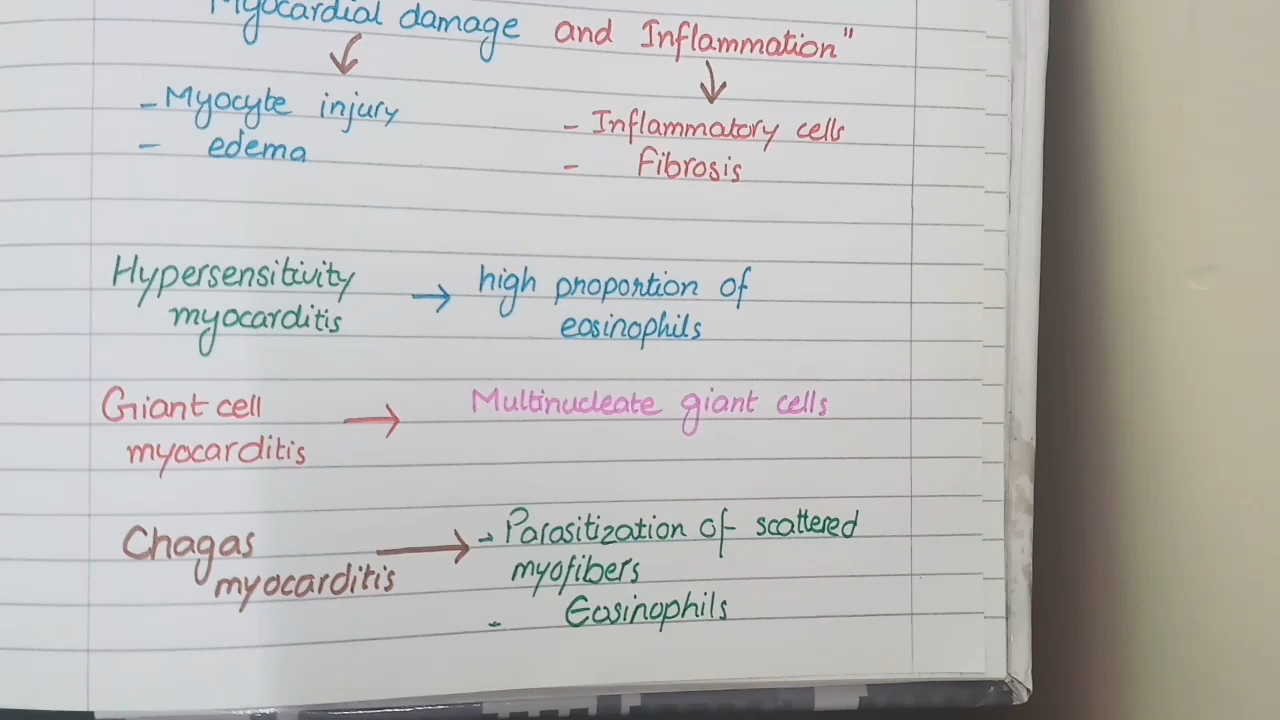 Myocardial damage and Inflammation"
- Myocyte injury
- edema
- Inflammatory cells
- Fibrosis
Hypersensitivity
myocarditis
→ high proportion of
eosinophils
Giant cell
myocarditis
→ Multinucleate giant cells
Chagas
myocarditis
→ - Parasitization of scattered
myofibers
- Eosinophils